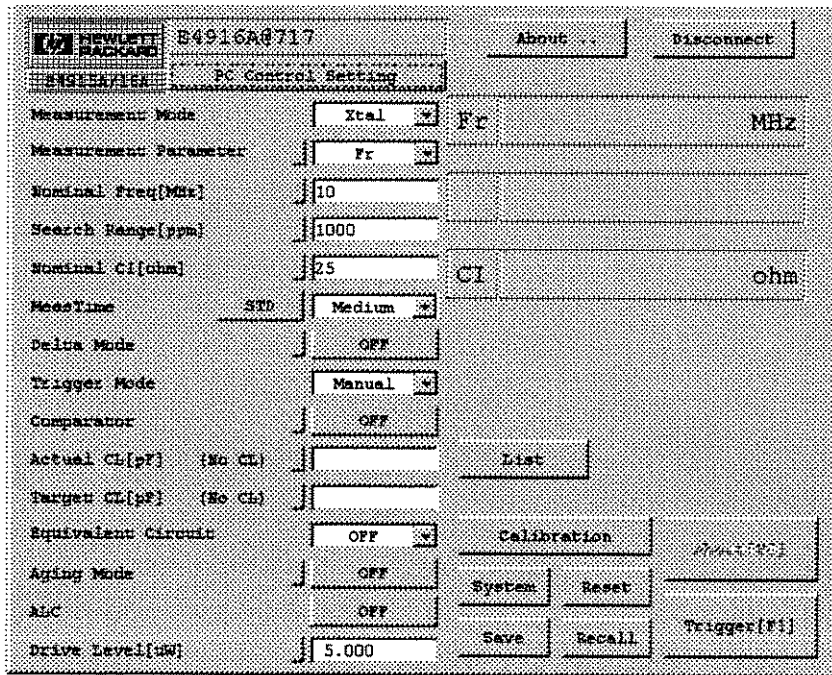 hp HEWLETT PACKARD
E4916A@717
About ..
Disconnect
E4915A/16A
PC Control Setting
Measurement Mode Xtal
Fr MHz
Measurement Parameter Fr
Nominal Freq[MHz] 10
Search Range[ppm] 1000
Nominal CI[ohm] 25
CI ohm
MeasTime STD Medium
Delta Mode OFF
Trigger Mode Manual
Comparator OFF
Actual CL[pF] (No CL)
List
Target CL[pF] (No CL)
Equivalent Circuit OFF
Calibration
Aging Mode OFF
System
Reset
ALC OFF
Trigger[F1]
Save
Recall
Drive Level[uW] 5.000